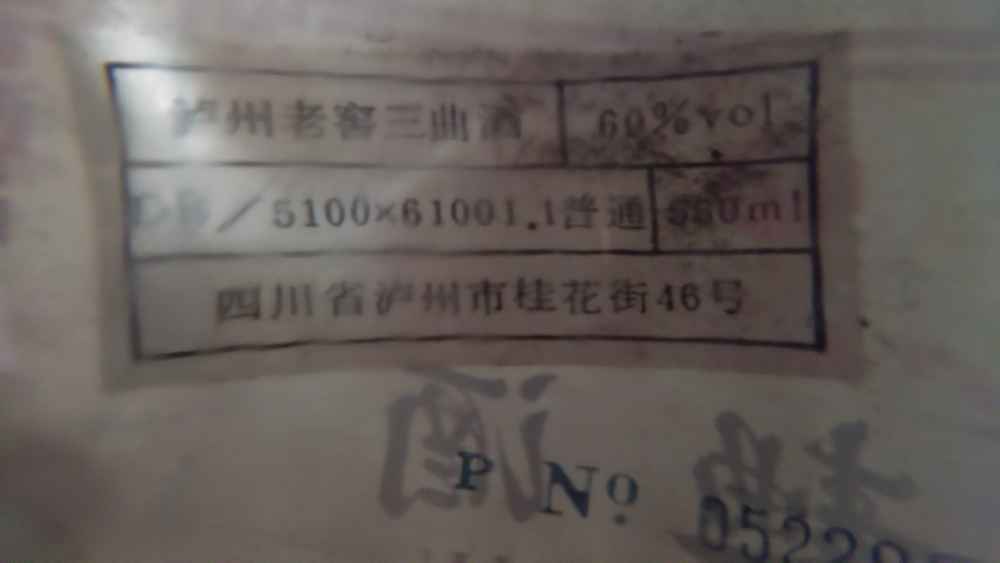 泸州老窖三曲酒 60%vol
/5100×61001.1普通
四川省泸州市桂花街46号
酒
P №